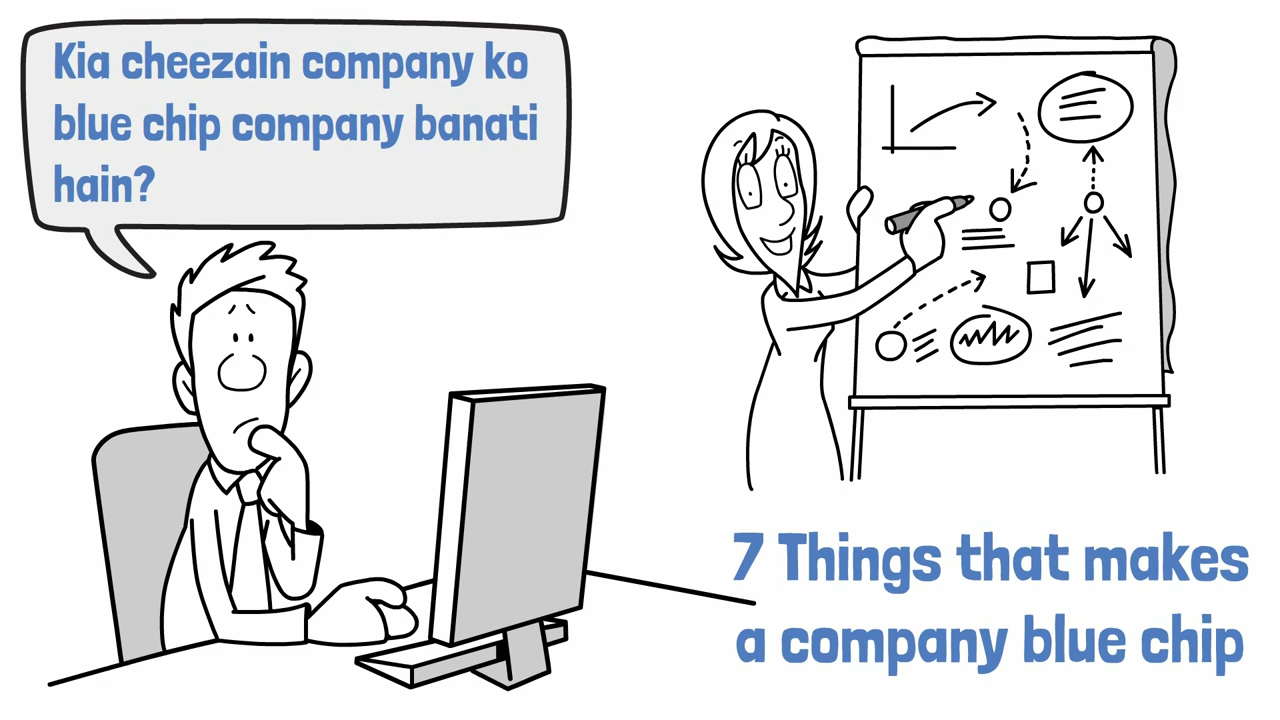 Kia cheezain company ko
blue chip company banati
hain?
7 Things that makes
a company blue chip